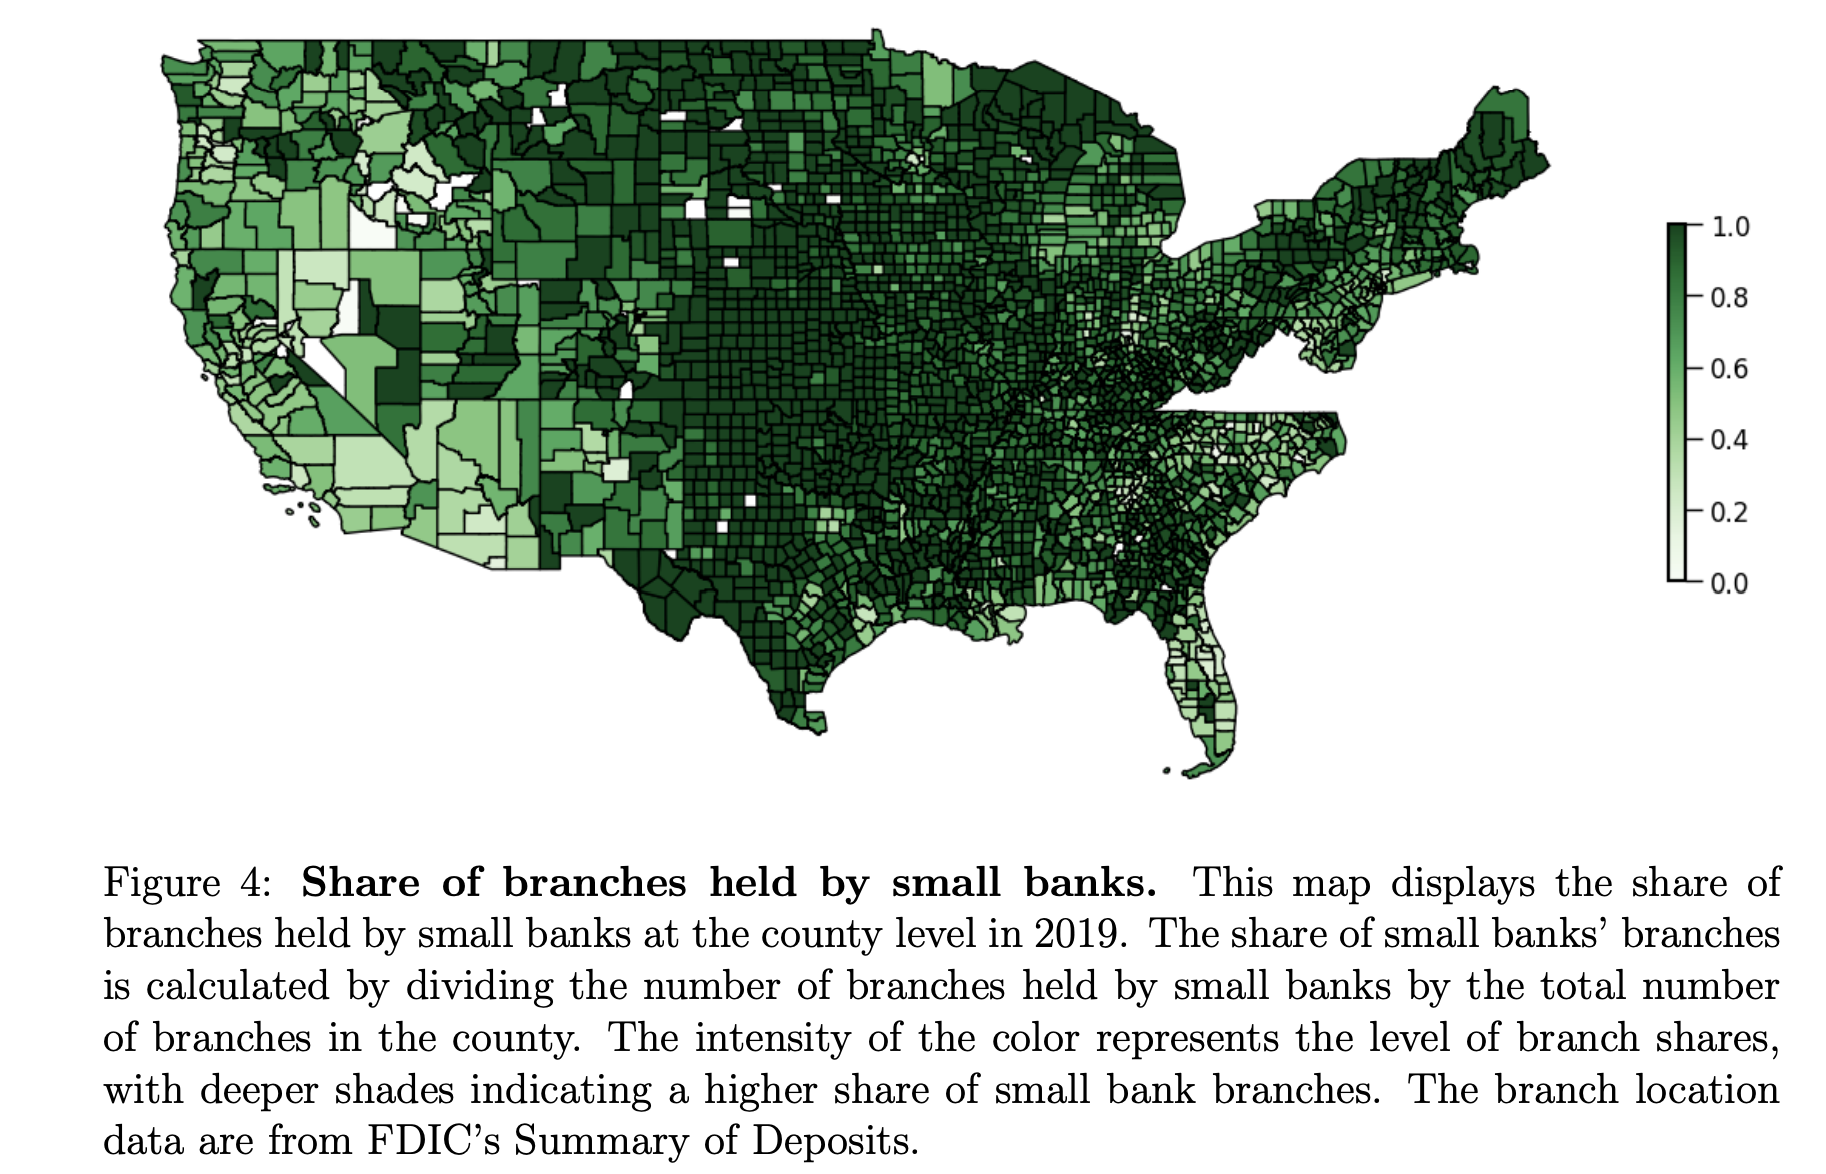 1.0
0.8
0.6
0.4
0.2
0.0
Figure 4: Share of branches held by small banks. This map displays the share of
branches held by small banks at the county level in 2019. The share of small banks’ branches
is calculated by dividing the number of branches held by small banks by the total number
of branches in the county. The intensity of the color represents the level of branch shares,
with deeper shades indicating a higher share of small bank branches. The branch location
data are from FDIC’s Summary of Deposits.